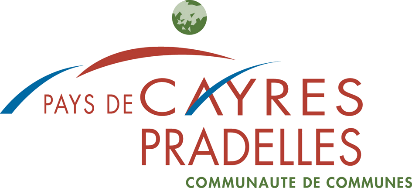 PAYS DE CAYRES
PRADELLES
COMMUNAUTE DE COMMUNES